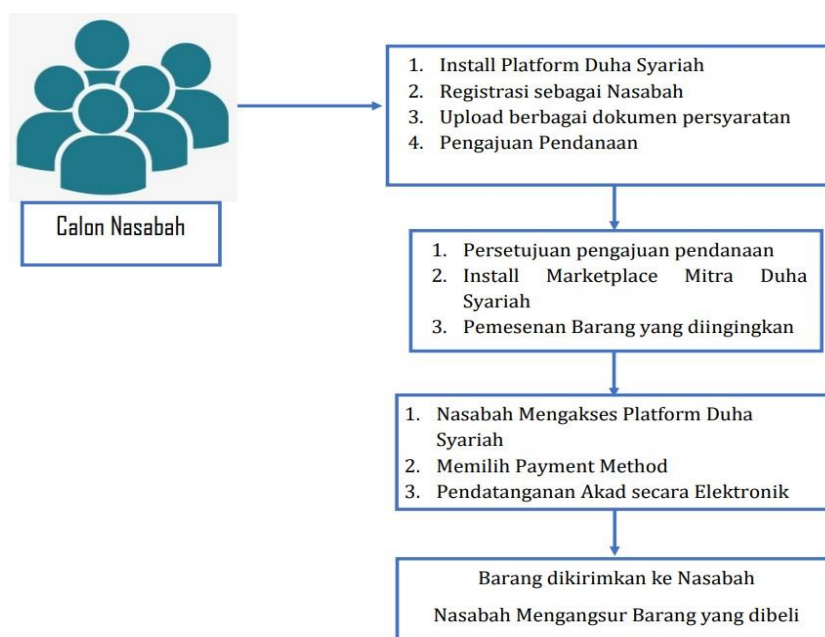 Calon Nasabah
1. Install Platform Duha Syariah
2. Registrasi sebagai Nasabah
3. Upload berbagai dokumen persyaratan
4. Pengajuan Pendanaan
1. Persetujuan pengajuan pendanaan
2. Install Marketplace Mitra Duha
Syariah
3. Pemesenan Barang yang diingingkan
1. Nasabah Mengakses Platform Duha
Syariah
2. Memilih Payment Method
3. Pendatanganan Akad secara Elektronik
Barang dikirimkan ke Nasabah
Nasabah Mengangsur Barang yang dibeli